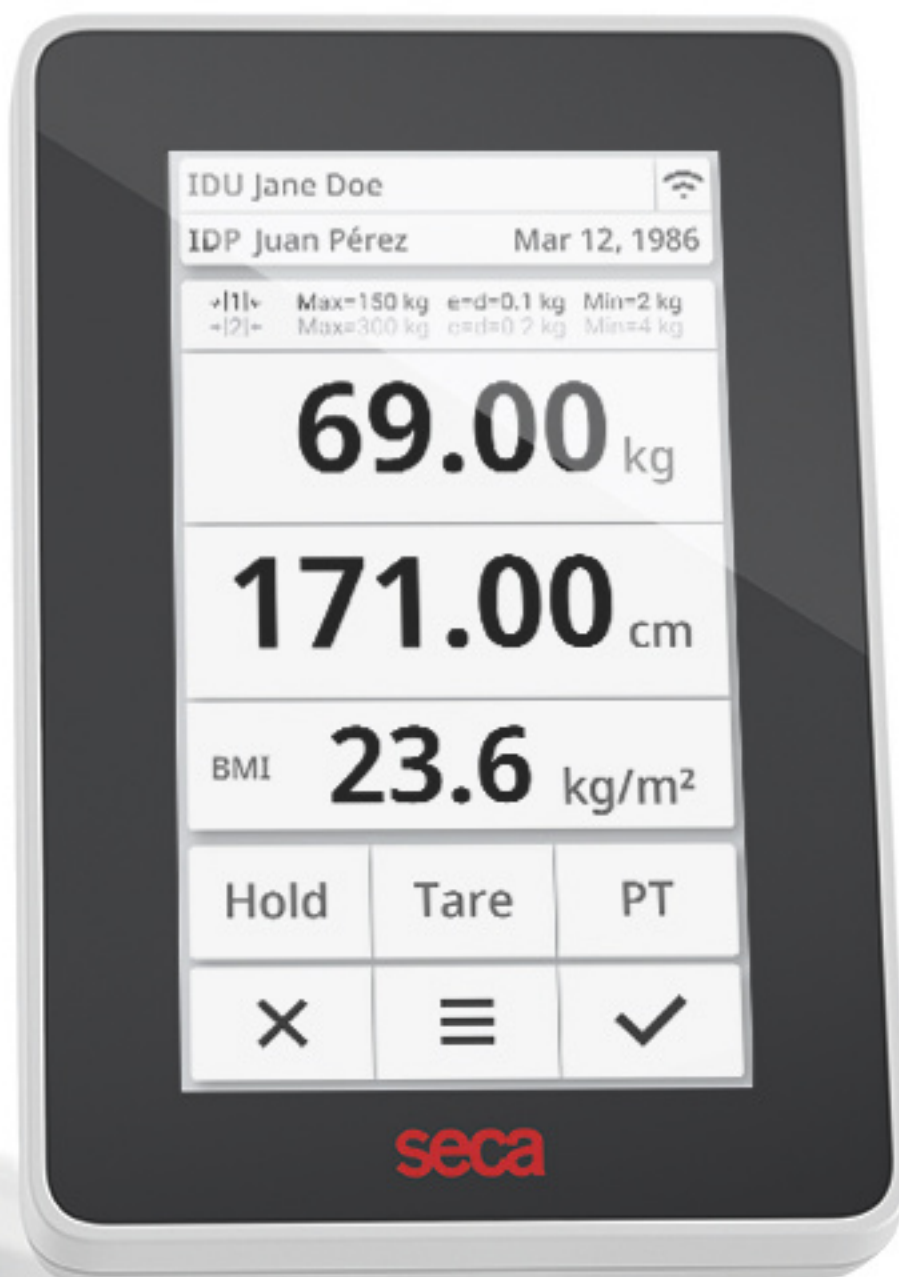 IDU Jane Doe
IDP Juan Pérez Mar 12, 1986
|1| Max=150 kg e=d=0.1 kg Min=2 kg
|2| Max=300 kg e=d=0.2 kg Min=4 kg
69.00 kg
171.00 cm
BMI 23.6 kg/m²
Hold Tare PT
seca